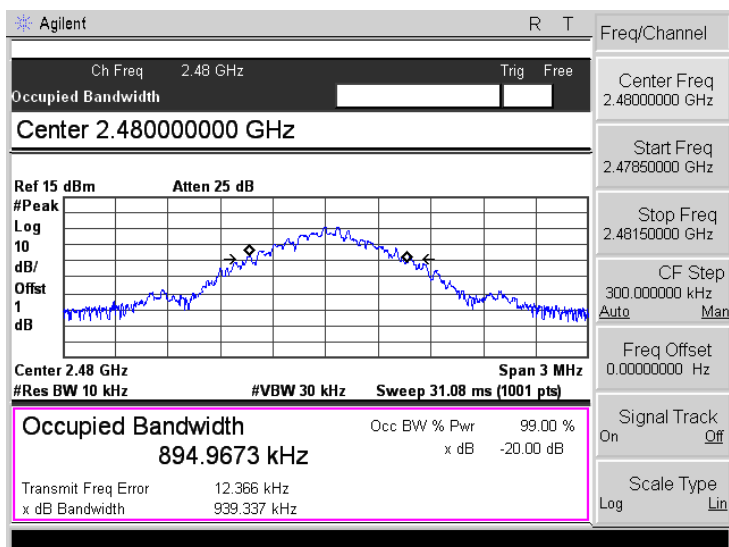 Agilent R T
Freq/Channel
Ch Freq 2.48 GHz Trig Free
Occupied Bandwidth
Center 2.480000000 GHz
Ref 15 dBm Atten 25 dB
#Peak
Log
10
dB/
Offst
1
dB
Center 2.48 GHz Span 3 MHz
#Res BW 10 kHz #VBW 30 kHz Sweep 31.08 ms (1001 pts)
Occupied Bandwidth Occ BW % Pwr 99.00 %
894.9673 kHz x dB -20.00 dB
Transmit Freq Error 12.366 kHz
x dB Bandwidth 939.337 kHz
Center Freq
2.48000000 GHz
Start Freq
2.47850000 GHz
Stop Freq
2.48150000 GHz
CF Step
300.000000 kHz
Auto Man
Freq Offset
0.00000000 Hz
Signal Track
On Off
Scale Type
Log Lin